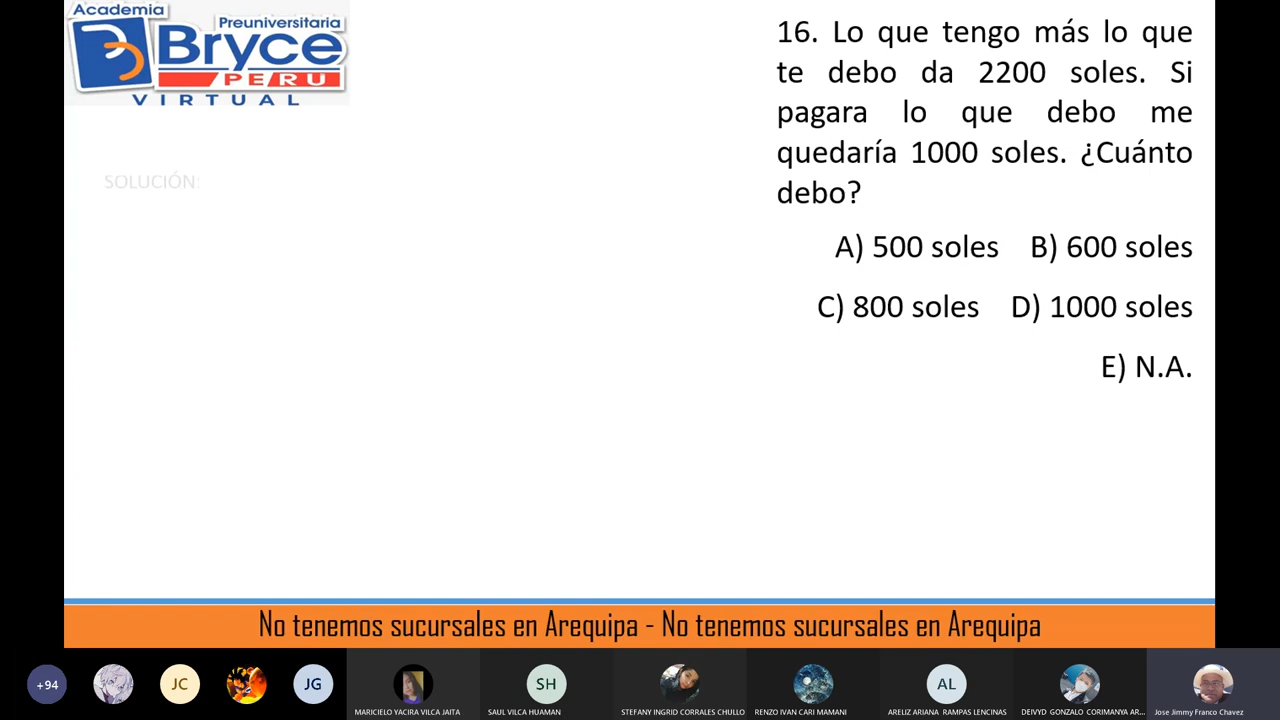 Academia
Preuniversitaria
Bryce
PERU
VIRTUAL
SOLUCIÓN:
16. Lo que tengo más lo que
te debo da 2200 soles. Si
pagara lo que debo me
quedaría 1000 soles. ¿Cuánto
debo?
A) 500 soles B) 600 soles
C) 800 soles D) 1000 soles
E) N.A.
No tenemos sucursales en Arequipa - No tenemos sucursales en Arequipa
+94
JC
JG
SH
AL
MARICIELO YACIRA VILCA JAITA
SAUL VILCA HUAMAN
STEFANY INGRID CORRALES CHULLO
RENZO IVAN CARI MAMANI
ARELIZ ARIANA RAMPAS LENCINAS
DEIVYD GONZALO CORIMANYA AR...
Jose Jimmy Franco Chavez